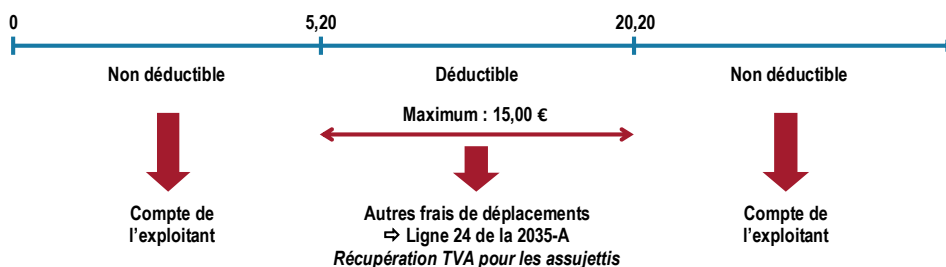 0 5,20 20,20
Non déductible Déductible Non déductible
Maximum : 15,00 €
Compte de l'exploitant
Autres frais de déplacements
⇨ Ligne 24 de la 2035-A
Récupération TVA pour les assujettis
Compte de l'exploitant